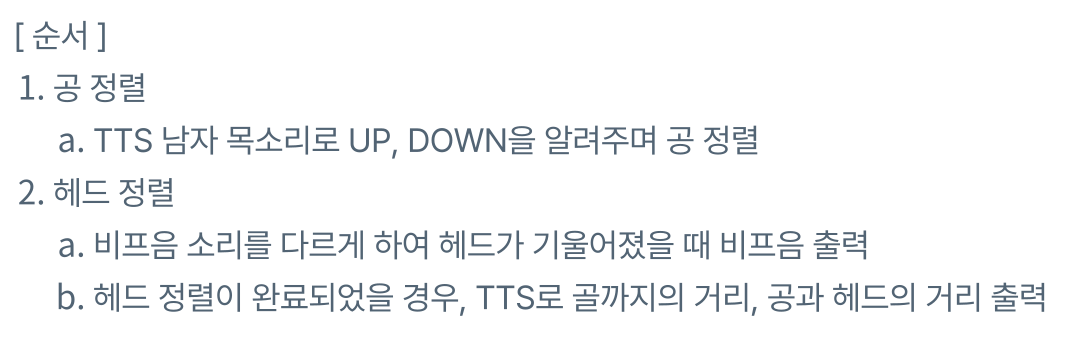 [ 순서 ]
1. 공 정렬
a. TTS 남자 목소리로 UP, DOWN을 알려주며 공 정렬
2. 헤드 정렬
a. 비프음 소리를 다르게 하여 헤드가 기울어졌을 때 비프음 출력
b. 헤드 정렬이 완료되었을 경우, TTS로 골까지의 거리, 공과 헤드의 거리 출력